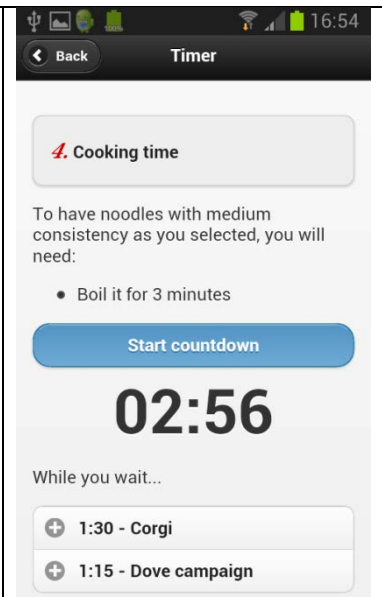 100%
16:54
Back
Timer
4. Cooking time
To have noodles with medium
consistency as you selected, you will
need:
• Boil it for 3 minutes
Start countdown
02:56
While you wait...
1:30 - Corgi
1:15 - Dove campaign